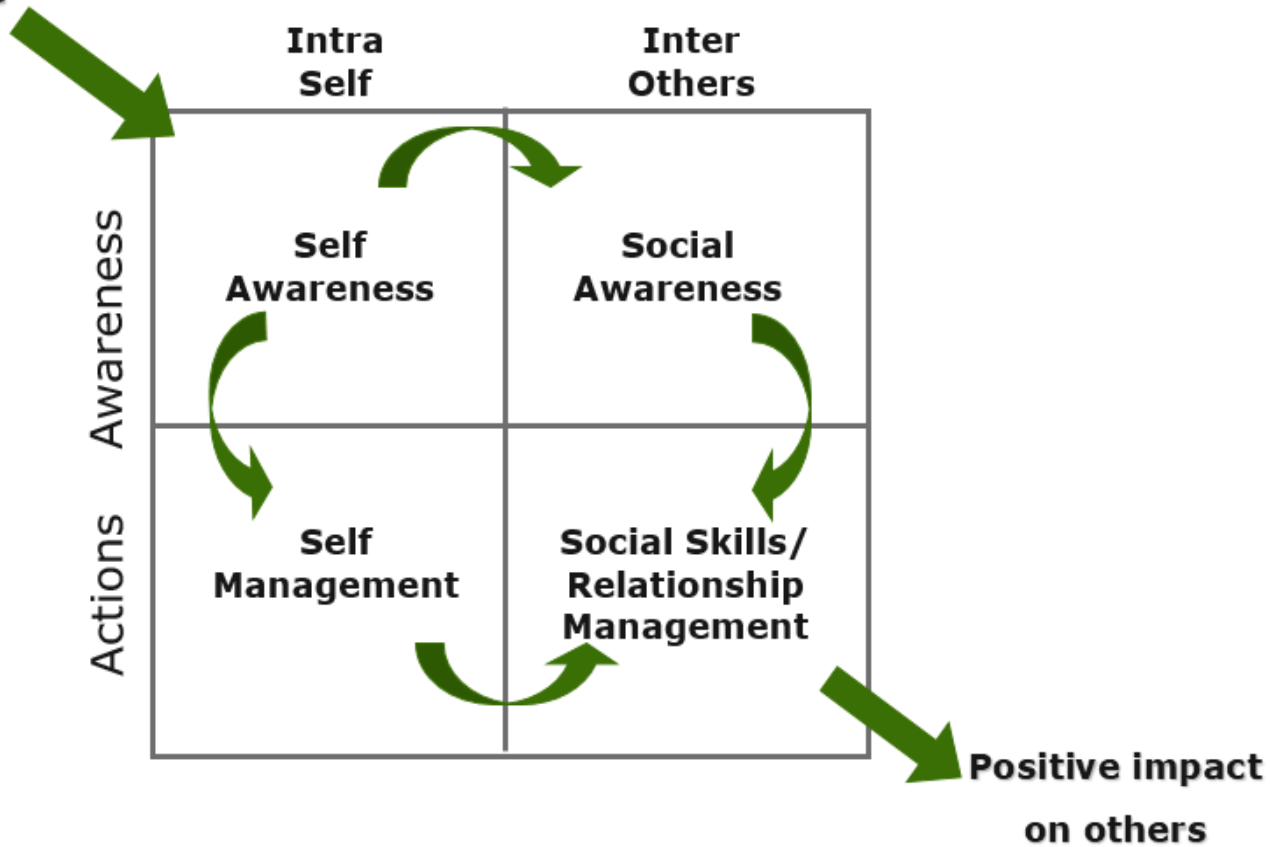 Intra
Self
Inter
Others
Awareness
Self
Awareness
Social
Awareness
Actions
Self
Management
Social Skills/
Relationship
Management
Positive impact
on others